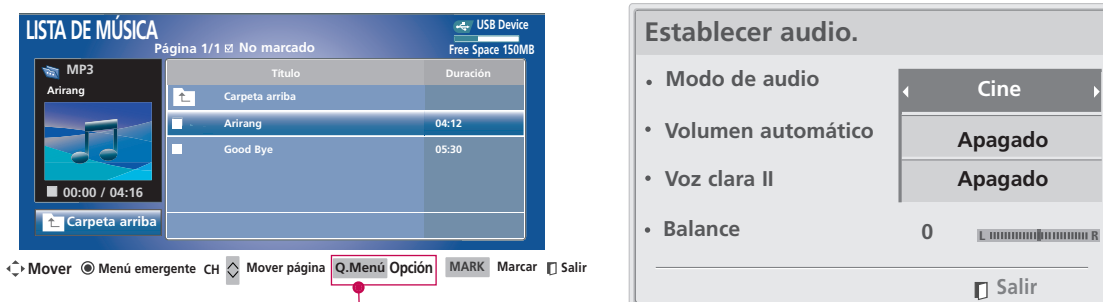 LISTA DE MÚSICA
Página 1/1 No marcado
USB Device
Free Space 150MB
MP3
Arirang
00:00 / 04:16
Carpeta arriba
Título Duración
Carpeta arriba
Arirang 04:12
Good Bye 05:30
Mover Menú emergente CH Mover página Q.Menú Opción MARK Marcar Salir
Establecer audio.
• Modo de audio Cine
• Volumen automático Apagado
• Voz clara II Apagado
• Balance 0 L R
Salir